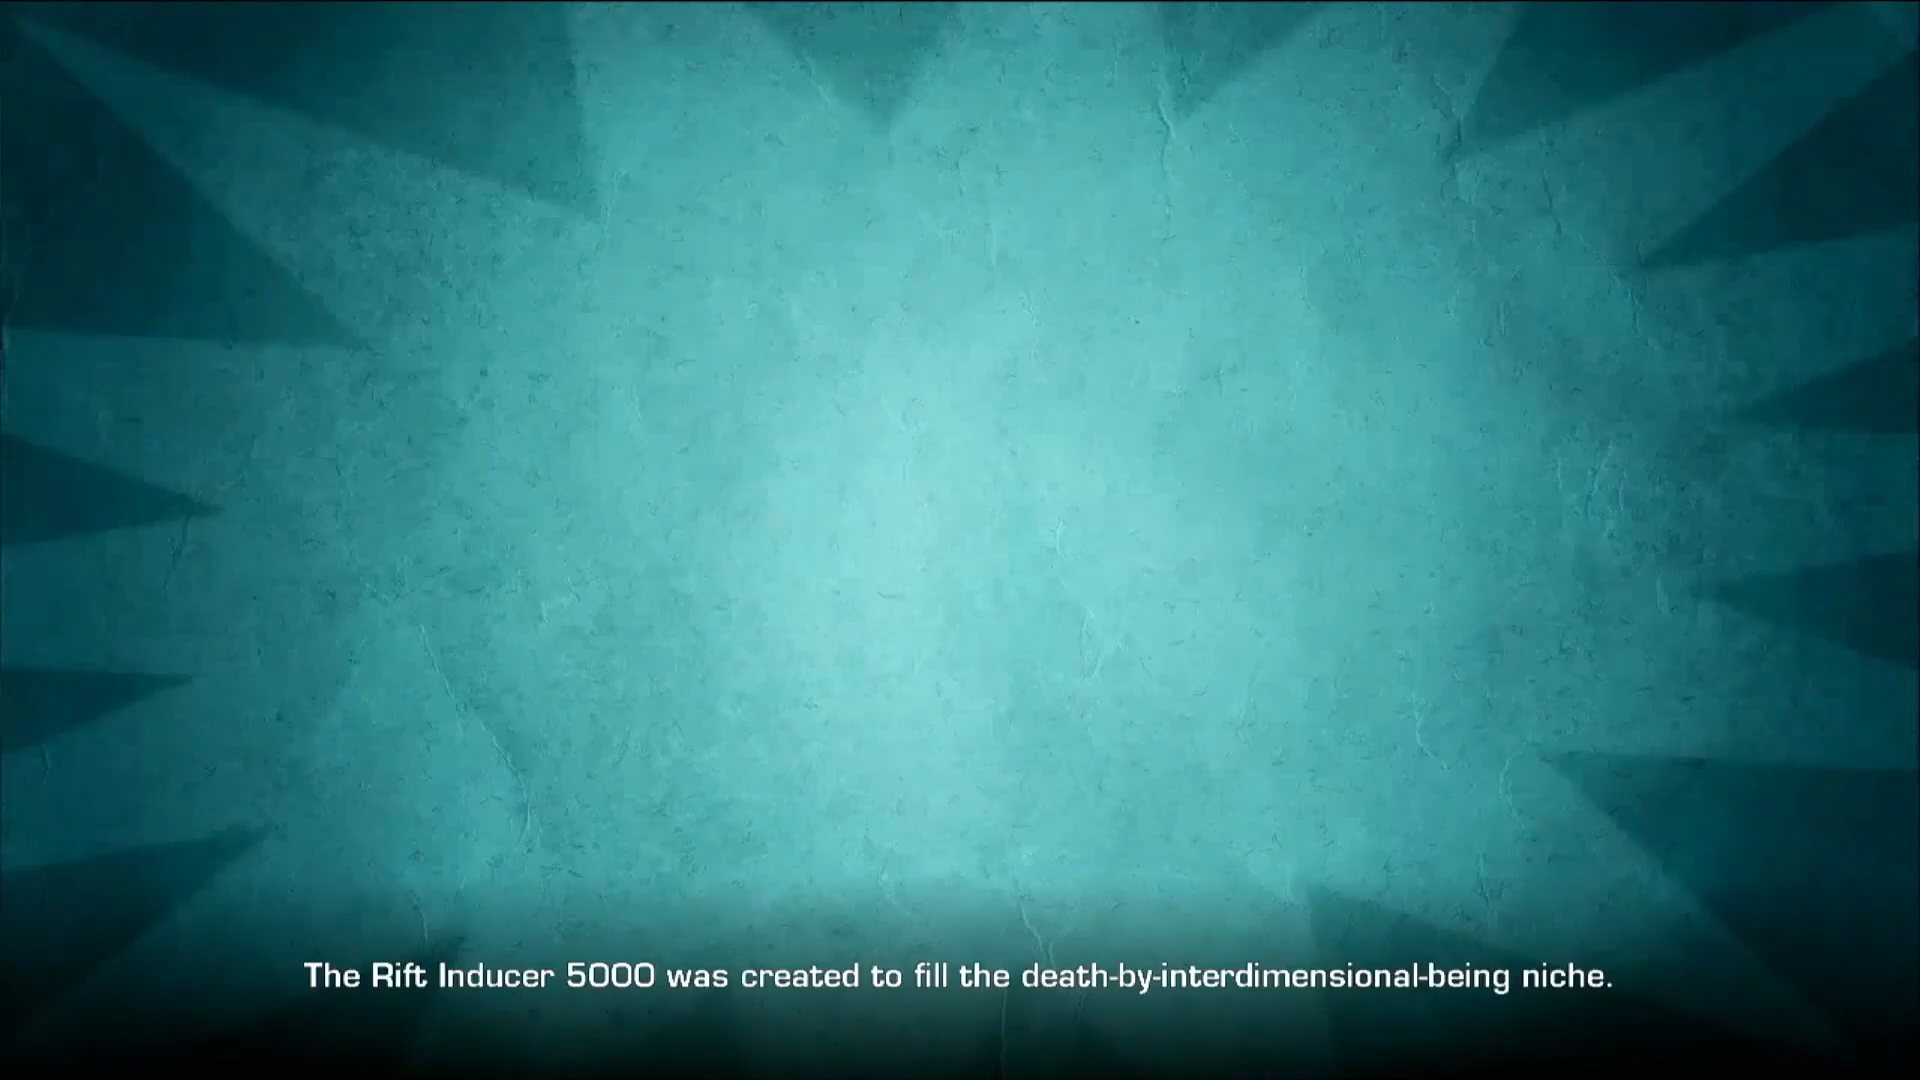 The Rift Inducer 5000 was created to fill the death-by-interdimensional-being niche.